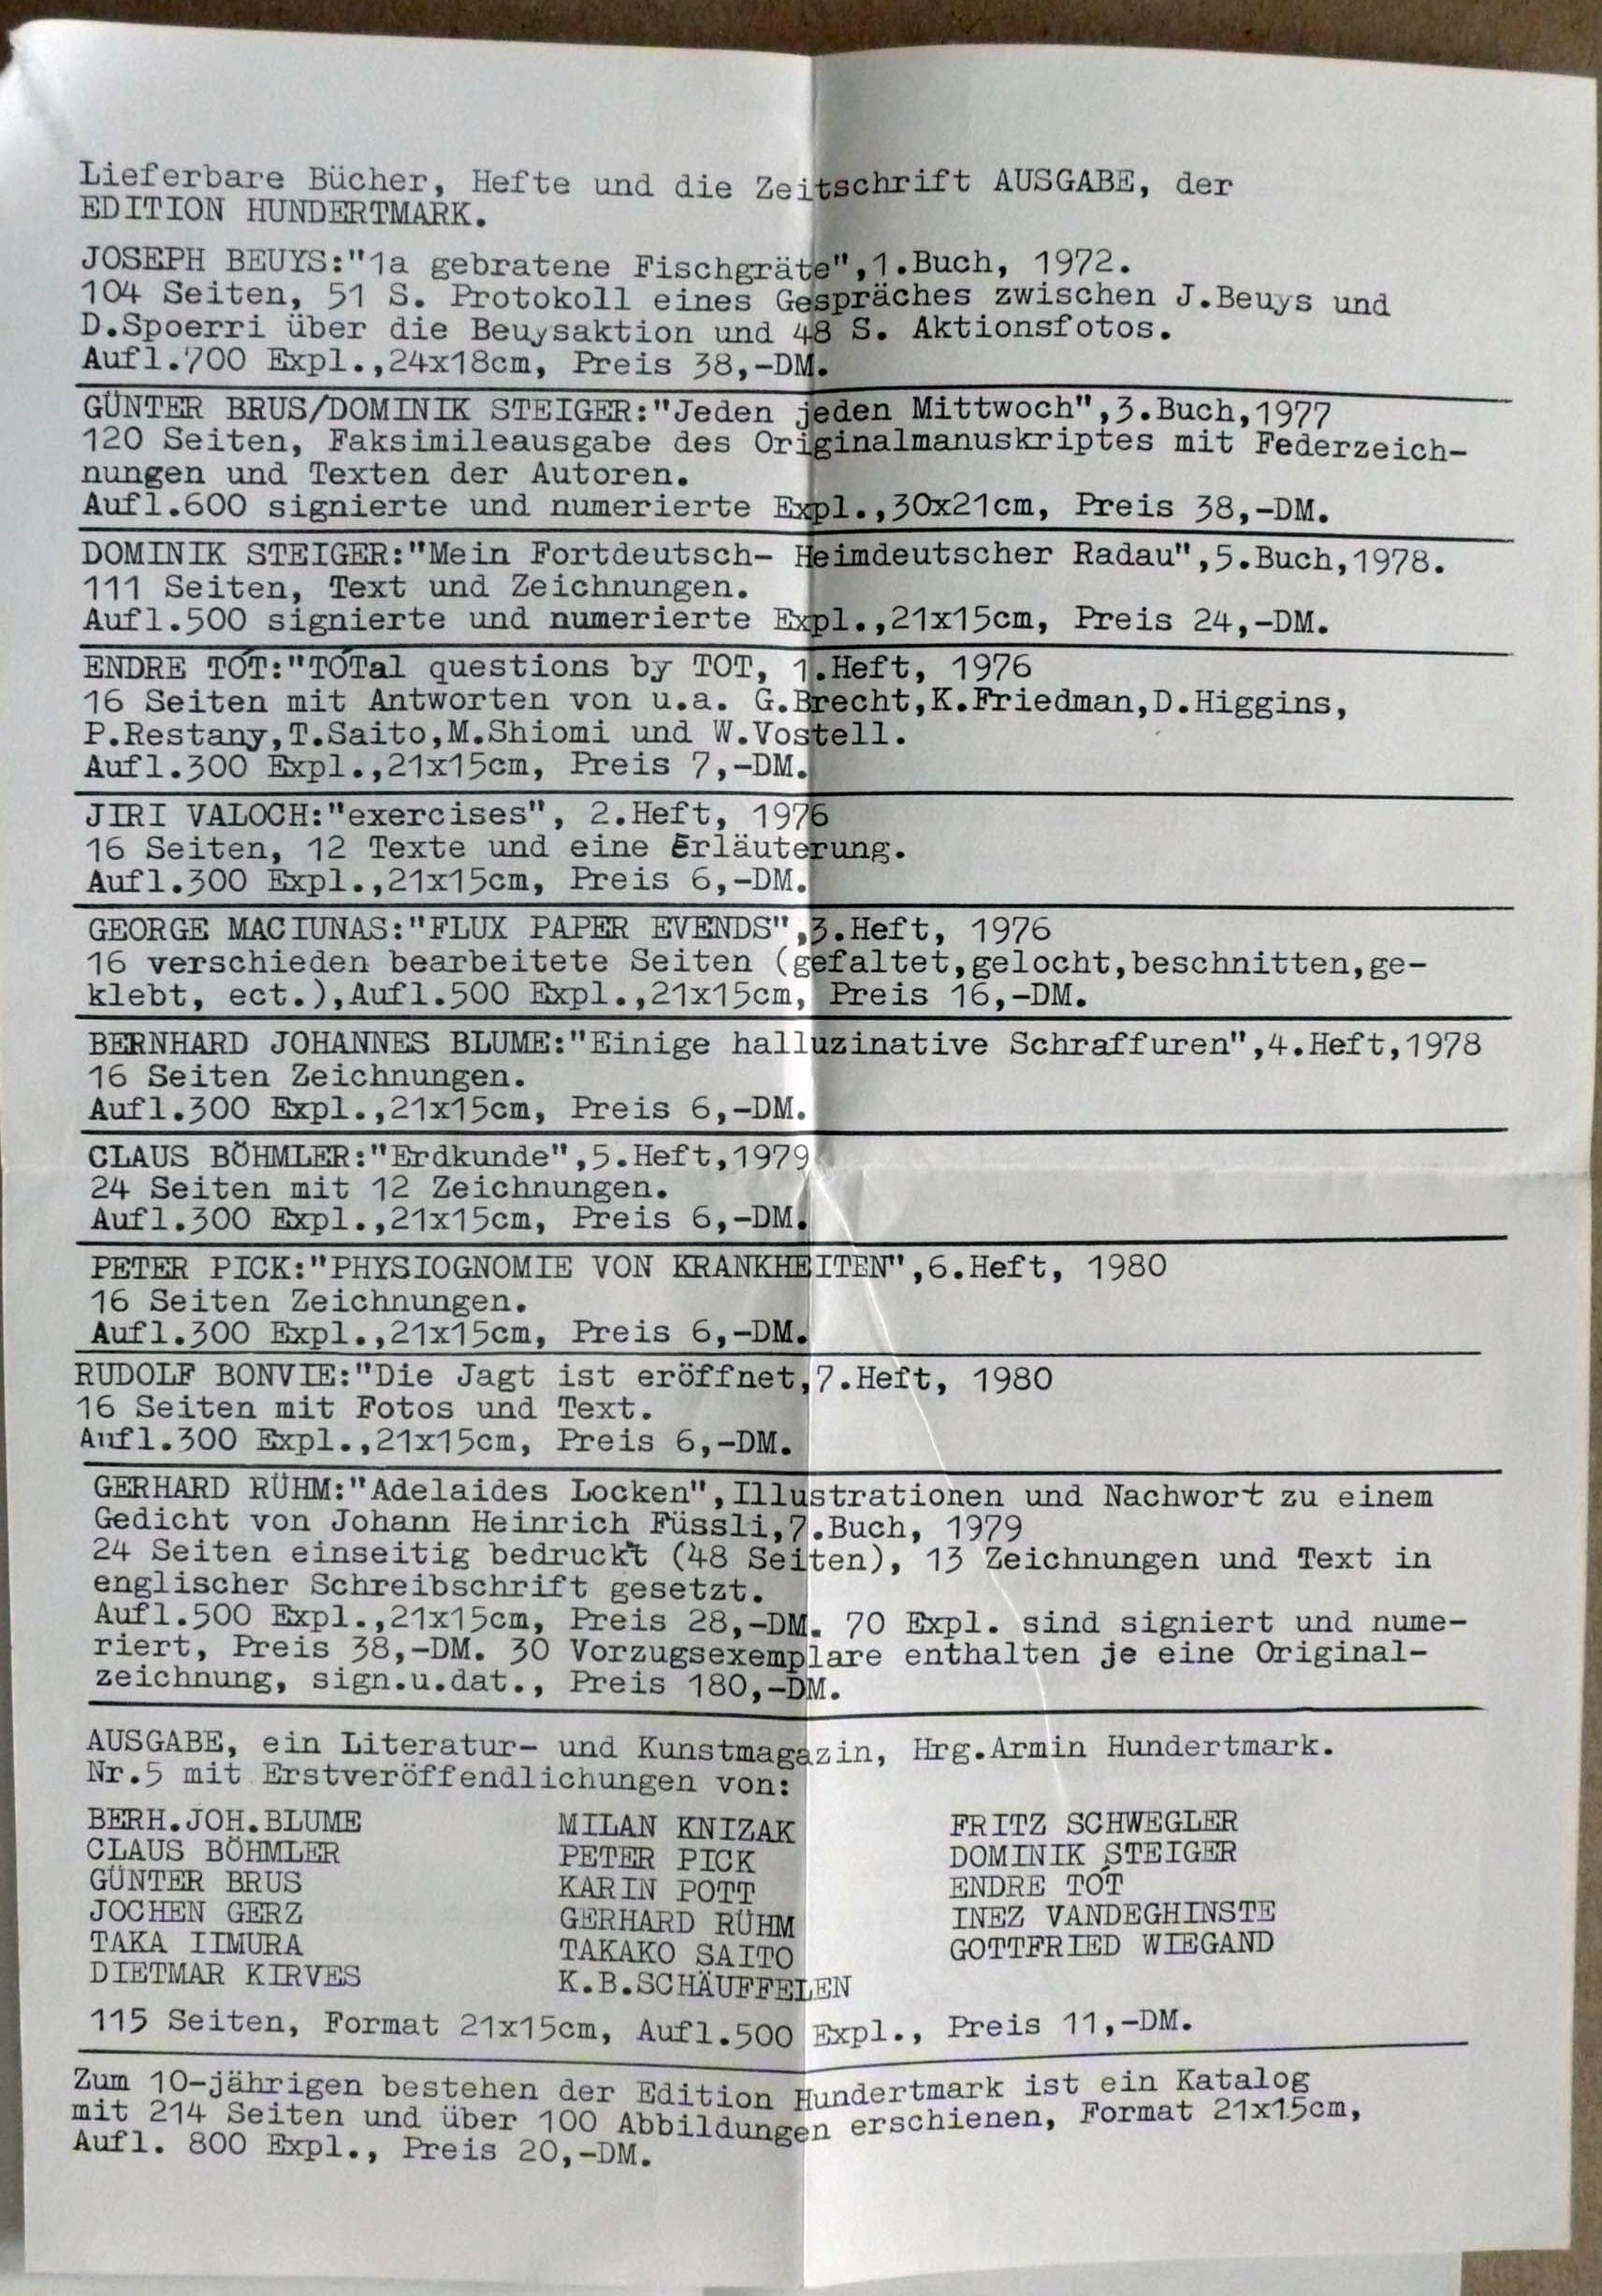 Lieferbare Bücher, Hefte und die Zeitschrift AUSGABE, der
EDITION HUNDERTMARK.
JOSEPH BEUYS:"1a gebratene Fischgräte",1.Buch, 1972.
104 Seiten, 51 S. Protokoll eines Gespräches zwischen J.Beuys und
D.Spoerri über die Beuysaktion und 48 S. Aktionsfotos.
Aufl.700 Expl.,24x18cm, Preis 38,-DM.
GÜNTER BRUS/DOMINIK STEIGER:"Jeden jeden Mittwoch",3.Buch,1977
120 Seiten, Faksimileausgabe des Originalmanuskriptes mit Federzeich-
nungen und Texten der Autoren.
Aufl.600 signierte und numerierte Expl.,30x21cm, Preis 38,-DM.
DOMINIK STEIGER:"Mein Fortdeutsch- Heimdeutscher Radau",5.Buch,1978.
111 Seiten, Text und Zeichnungen.
Aufl.500 signierte und numerierte Expl.,21x15cm, Preis 24,-DM.
ENDRE TÓT:"TÓTal questions by TOT, 1.Heft, 1976
16 Seiten mit Antworten von u.a. G.Brecht,K.Friedman,D.Higgins,
P.Restany,T.Saito,M.Shiomi und W.Vostell.
Aufl.300 Expl.,21x15cm, Preis 7,-DM.
JIRI VALOCH:"exercises", 2.Heft, 1976
16 Seiten, 12 Texte und eine Erläuterung.
Aufl.300 Expl.,21x15cm, Preis 6,-DM.
GEORGE MACIUNAS:"FLUX PAPER EVENDS",3.Heft, 1976
16 verschieden bearbeitete Seiten (gefaltet,gelocht,beschnitten,ge-
klebt, ect.),Aufl.500 Expl.,21x15cm, Preis 16,-DM.
BERNHARD JOHANNES BLUME:"Einige halluzinative Schraffuren",4.Heft,1978
16 Seiten Zeichnungen.
Aufl.300 Expl.,21x15cm, Preis 6,-DM.
CLAUS BÖHMLER:"Erdkunde",5.Heft,1979
24 Seiten mit 12 Zeichnungen.
Aufl.300 Expl.,21x15cm, Preis 6,-DM.
PETER PICK:"PHYSIOGNOMIE VON KRANKHEITEN",6.Heft, 1980
16 Seiten Zeichnungen.
Aufl.300 Expl.,21x15cm, Preis 6,-DM.
RUDOLF BONVIE:"Die Jagt ist eröffnet,7.Heft, 1980
16 Seiten mit Fotos und Text.
Aufl.300 Expl.,21x15cm, Preis 6,-DM.
GERHARD RÜHM:"Adelaides Locken",Illustrationen und Nachwort zu einem
Gedicht von Johann Heinrich Füssli,7.Buch, 1979
24 Seiten einseitig bedruckt (48 Seiten), 13 Zeichnungen und Text in
englischer Schreibschrift gesetzt.
Aufl.500 Expl.,21x15cm, Preis 28,-DM. 70 Expl. sind signiert und nume-
riert, Preis 38,-DM. 30 Vorzugsexemplare enthalten je eine Original-
zeichnung, sign.u.dat., Preis 180,-DM.
AUSGABE, ein Literatur- und Kunstmagazin, Hrg.Armin Hundertmark.
Nr.5 mit Erstveröffendlichungen von:
BERH.JOH.BLUME MILAN KNIZAK FRITZ SCHWEGLER
CLAUS BÖHMLER PETER PICK DOMINIK STEIGER
GÜNTER BRUS KARIN POTT ENDRE TÓT
JOCHEN GERZ GERHARD RÜHM INEZ VANDEGHINSTE
TAKA IIMURA TAKAKO SAITO GOTTFRIED WIEGAND
DIETMAR KIRVES K.B.SCHÄUFFELEN
115 Seiten, Format 21x15cm, Aufl.500 Expl., Preis 11,-DM.
Zum 10-jährigen bestehen der Edition Hundertmark ist ein Katalog
mit 214 Seiten und über 100 Abbildungen erschienen, Format 21x15cm,
Aufl. 800 Expl., Preis 20,-DM.